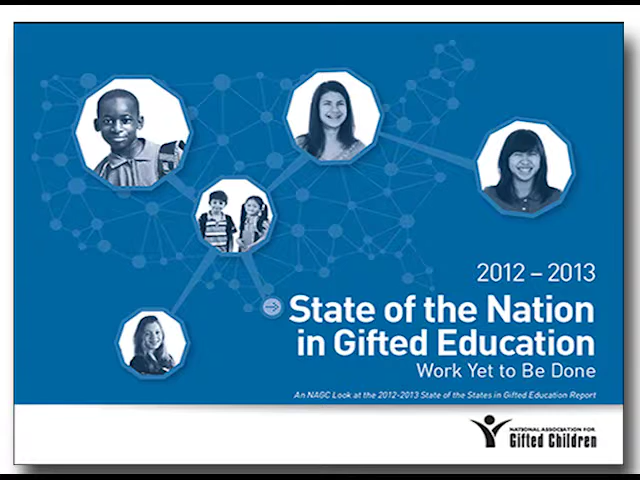 2012 – 2013
State of the Nation
in Gifted Education
Work Yet to Be Done
An NAGC Look at the 2012-2013 State of the States in Gifted Education Report
NATIONAL ASSOCIATION FOR
Gifted Children